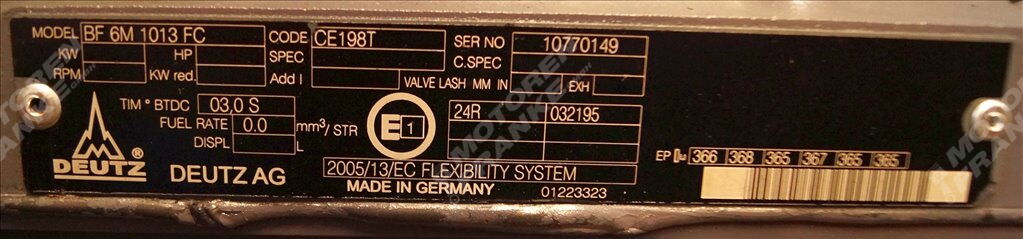 MODEL BF 6M 1013 FC CODE CE198T SER NO 10770149
KW HP SPEC C.SPEC
RPM KW red. Add I VALVE LASH MM IN EXH
TIM ° BTDC 03,0 S 24R 032195
FUEL RATE 0.0 mm³/STR E 1
DISPL L
DEUTZ ® DEUTZ AG
2005/13/EC FLEXIBILITY SYSTEM
MADE IN GERMANY 01223323
EP 366 368 365 367 365 365
MOTOREN